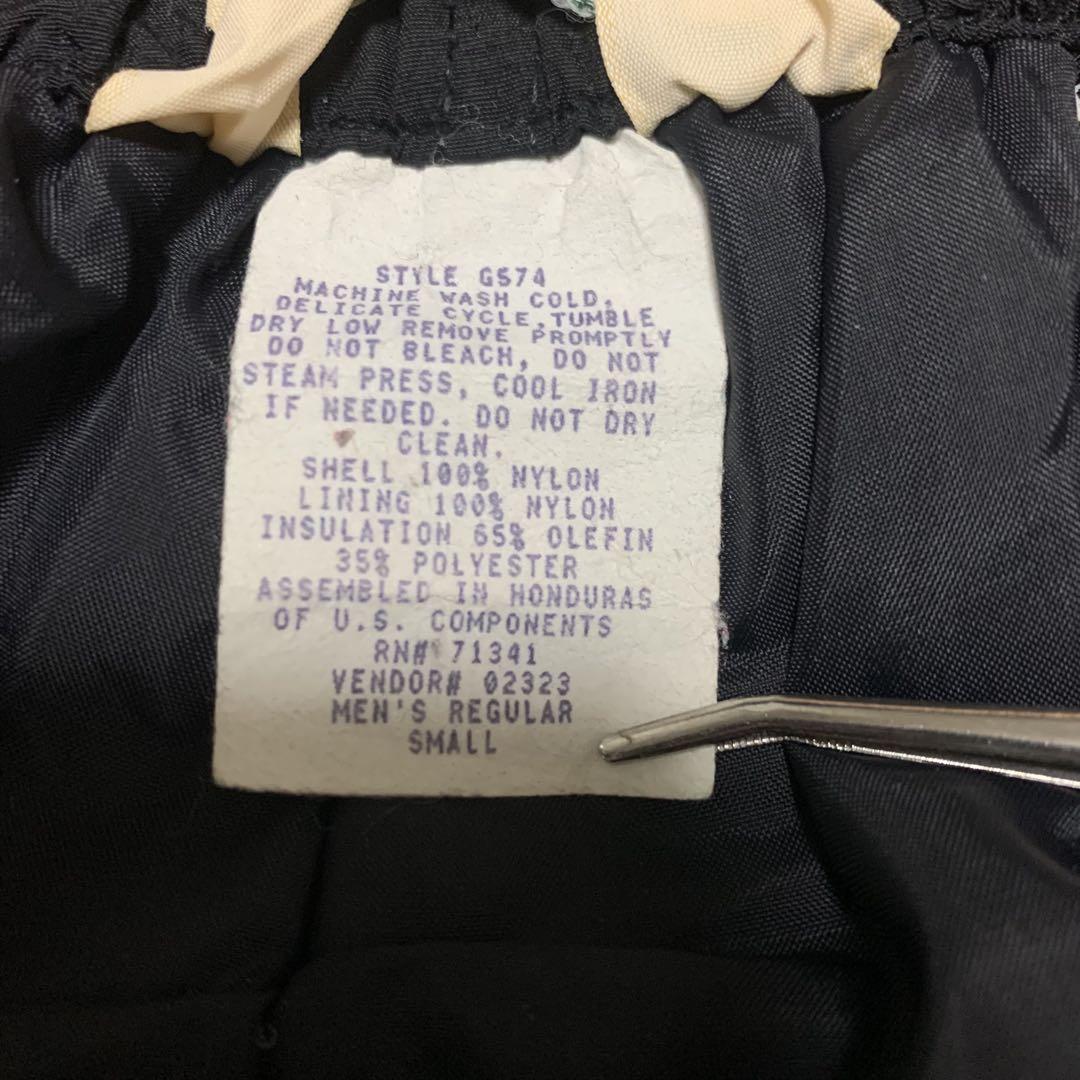 STYLE G574
MACHINE WASH COLD,
DELICATE CYCLE, TUMBLE
DRY LOW REMOVE PROMPTLY
DO NOT BLEACH, DO NOT
STEAM PRESS, COOL IRON
IF NEEDED. DO NOT DRY
CLEAN.
SHELL 100% NYLON
LINING 100% NYLON
INSULATION 65% OLEFIN
35% POLYESTER
ASSEMBLED IN HONDURAS
OF U.S. COMPONENTS
RN# 71341
VENDOR# 02323
MEN'S REGULAR
SMALL